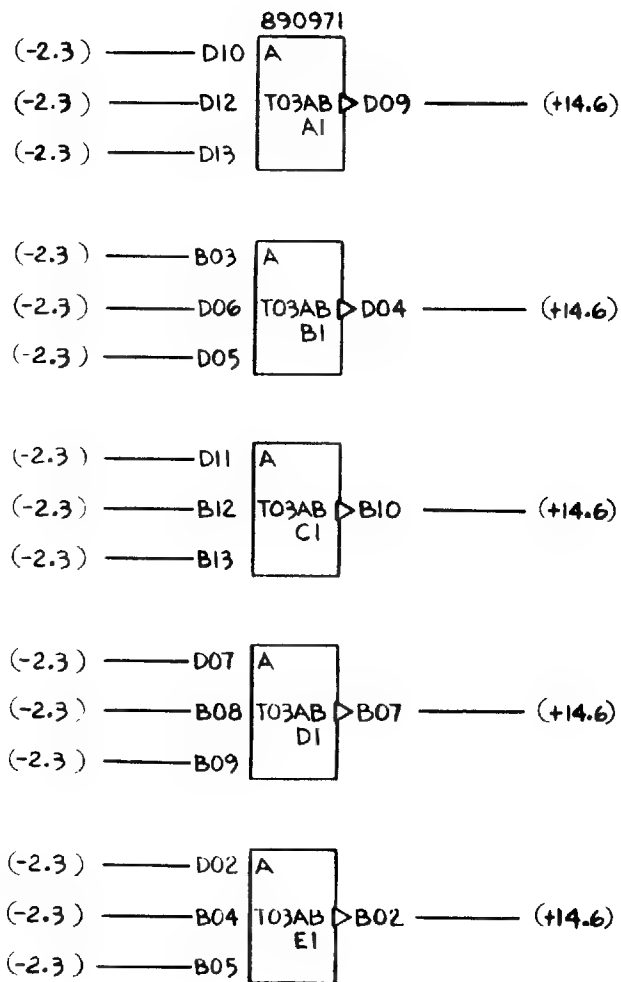 890971
(-2.3) D10 A
(-2.3) D12 T03AB D09 (+14.6)
A1
(-2.3) D13
(-2.3) B03 A
(-2.3) D06 T03AB D04 (+14.6)
B1
(-2.3) D05
(-2.3) D11 A
(-2.3) B12 T03AB B10 (+14.6)
C1
(-2.3) B13
(-2.3) D07 A
(-2.3) B08 T03AB B07 (+14.6)
D1
(-2.3) B09
(-2.3) D02 A
(-2.3) B04 T03AB B02 (+14.6)
E1
(-2.3) B05